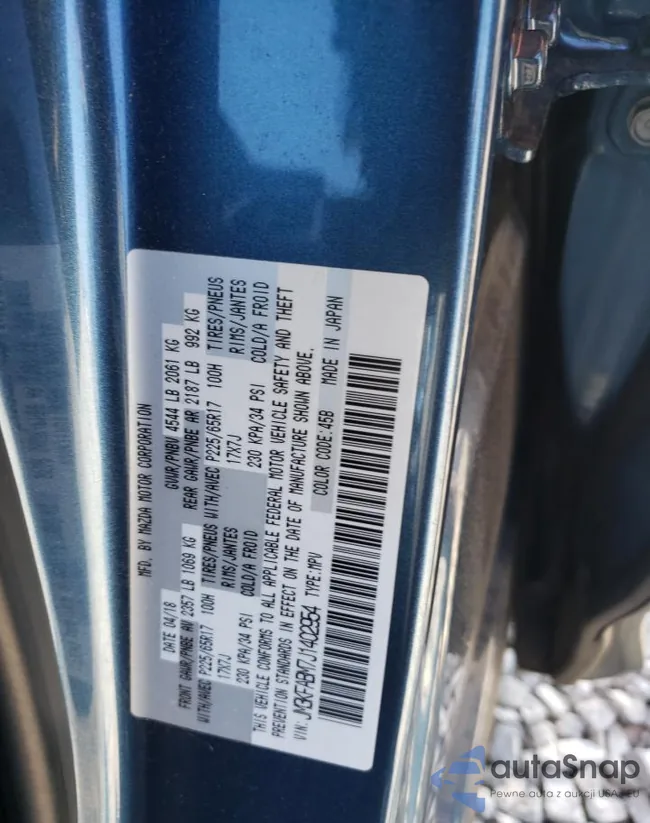 MFD. BY MAZDA MOTOR CORPORATION
DATE 04/18 GVWR/PNBV 4544 LB 2061 KG
FRONT GAWR/PNBE AV 2357 LB 1069 KG REAR GAWR/PNBE AR 2187 LB 992 KG
WITH/AVEC P225/65R17 100H TIRES/PNEUS WITH/AVEC P225/65R17 100H TIRES/PNEUS
17X7J RIMS/JANTES 17X7J RIMS/JANTES
230 KPA/34 PSI COLD/A FROID 230 KPA/34 PSI COLD/A FROID
THIS VEHICLE CONFORMS TO ALL APPLICABLE FEDERAL MOTOR VEHICLE SAFETY AND THEFT
PREVENTION STANDARDS IN EFFECT ON THE DATE OF MANUFACTURE SHOWN ABOVE.
VIN: JM3KFABM7J1402954 TYPE:MPV COLOR CODE:45B MADE IN JAPAN
autaSnap
Pewne auta z aukcji USA i EU